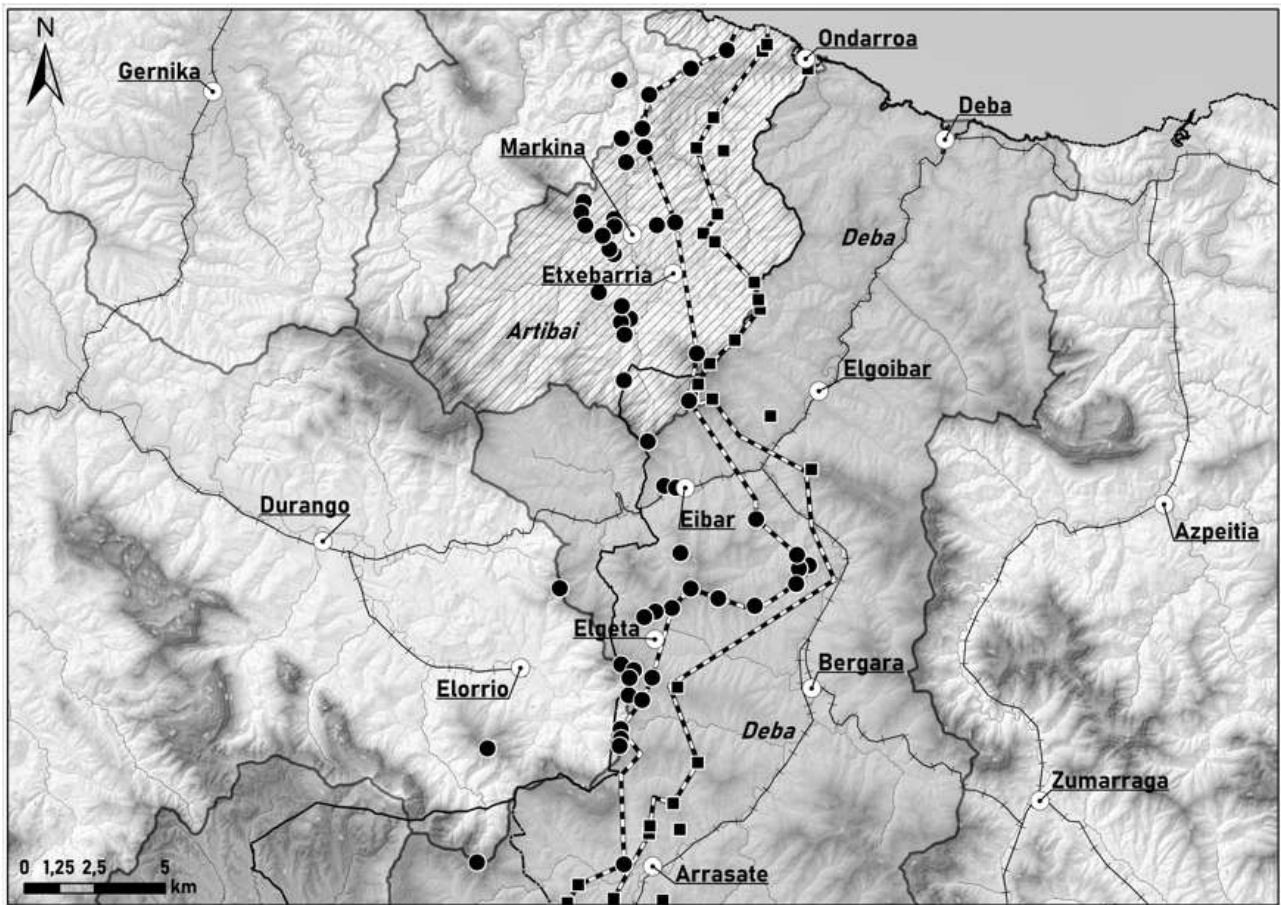 N
Ondarroa
Gernika
Deba
Markina
Deba
Etxebarria
Artibai
Elgoibar
Durango
Eibar
Azpeitia
Elgeta
Bergara
Elorrio
Deba
Zumarraga
0 1,25 2,5 5
km
Arrasate